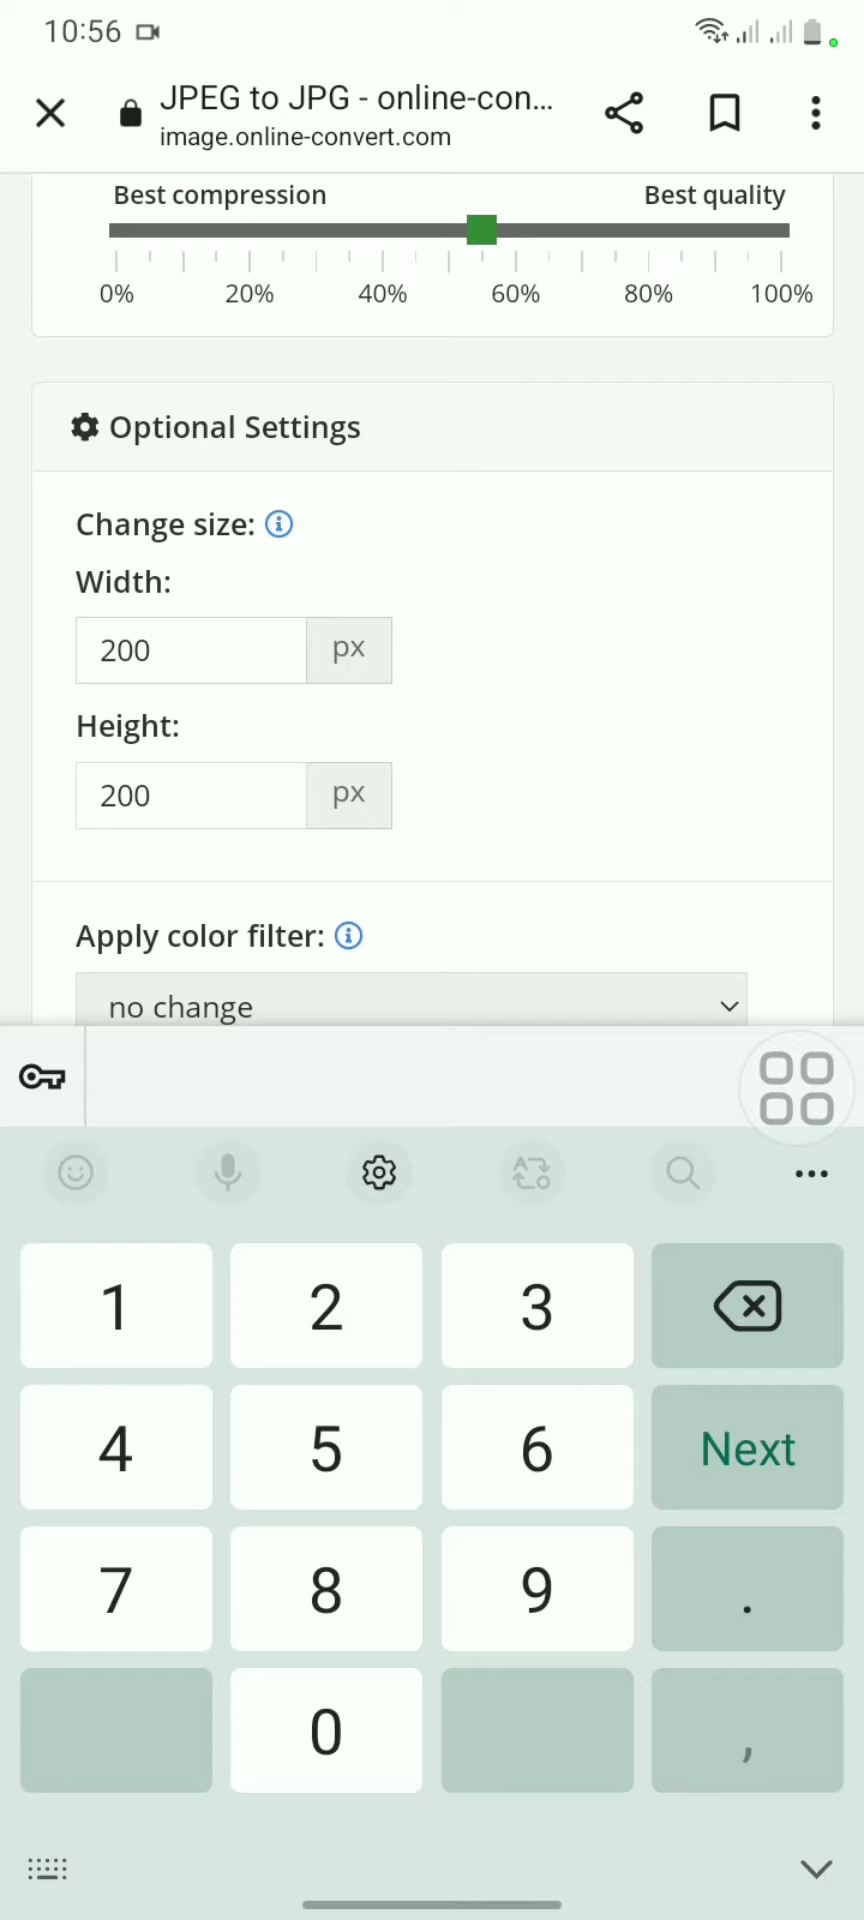 10:56
JPEG to JPG - online-con...
image.online-convert.com
Best compression Best quality
0% 20% 40% 60% 80% 100%
Optional Settings
Change size:
Width:
200 px
Height:
200 px
Apply color filter:
no change
1 2 3
4 5 6 Next
7 8 9 .
0 ,